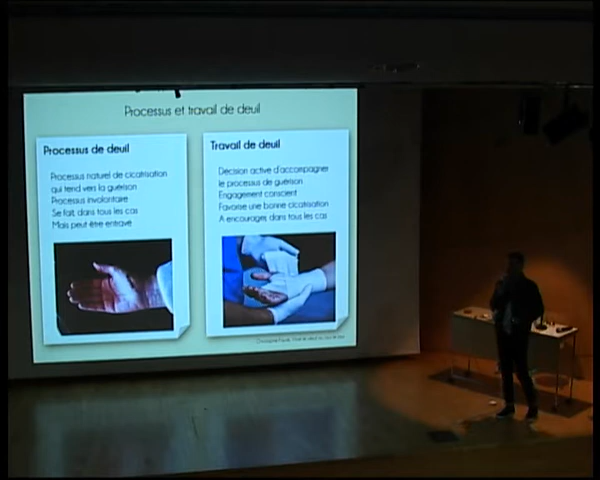 Processus et travail de deuil
Processus de deuil
Processus naturel de cicatrisation
qui tend vers la guérison
Processus involontaire
Se fait dans tous les cas
Mais peut être entravé
Travail de deuil
Décision active d'accompagner
le processus de guérison
Engagement conscient
Favorise une bonne cicatrisation
A encourager dans tous les cas